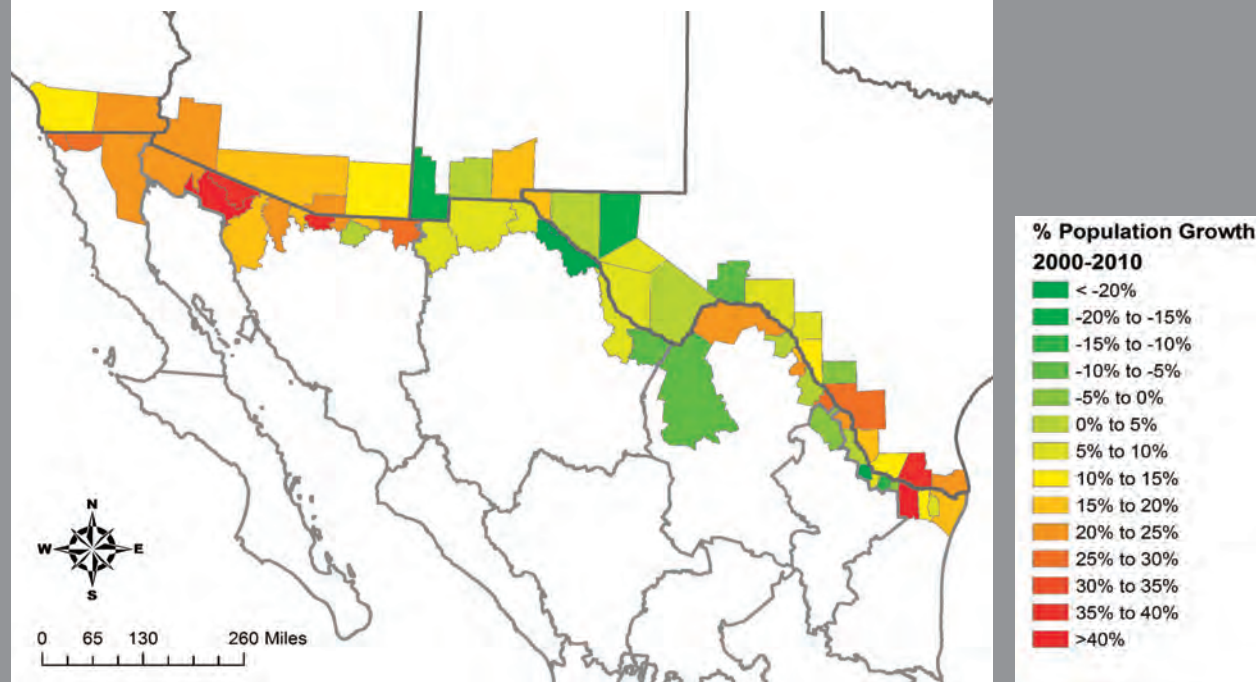 N
W E
S
0 65 130 260 Miles
% Population Growth
2000-2010
< -20%
-20% to -15%
-15% to -10%
-10% to -5%
-5% to 0%
0% to 5%
5% to 10%
10% to 15%
15% to 20%
20% to 25%
25% to 30%
30% to 35%
35% to 40%
>40%